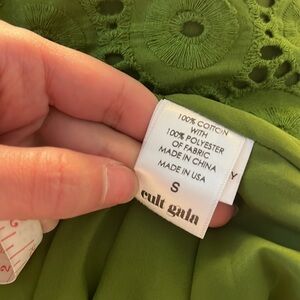 100% COTTON
WITH
100% POLYESTER
OF FABRIC
MADE IN CHINA
MADE IN USA
S
cult gaia
Y